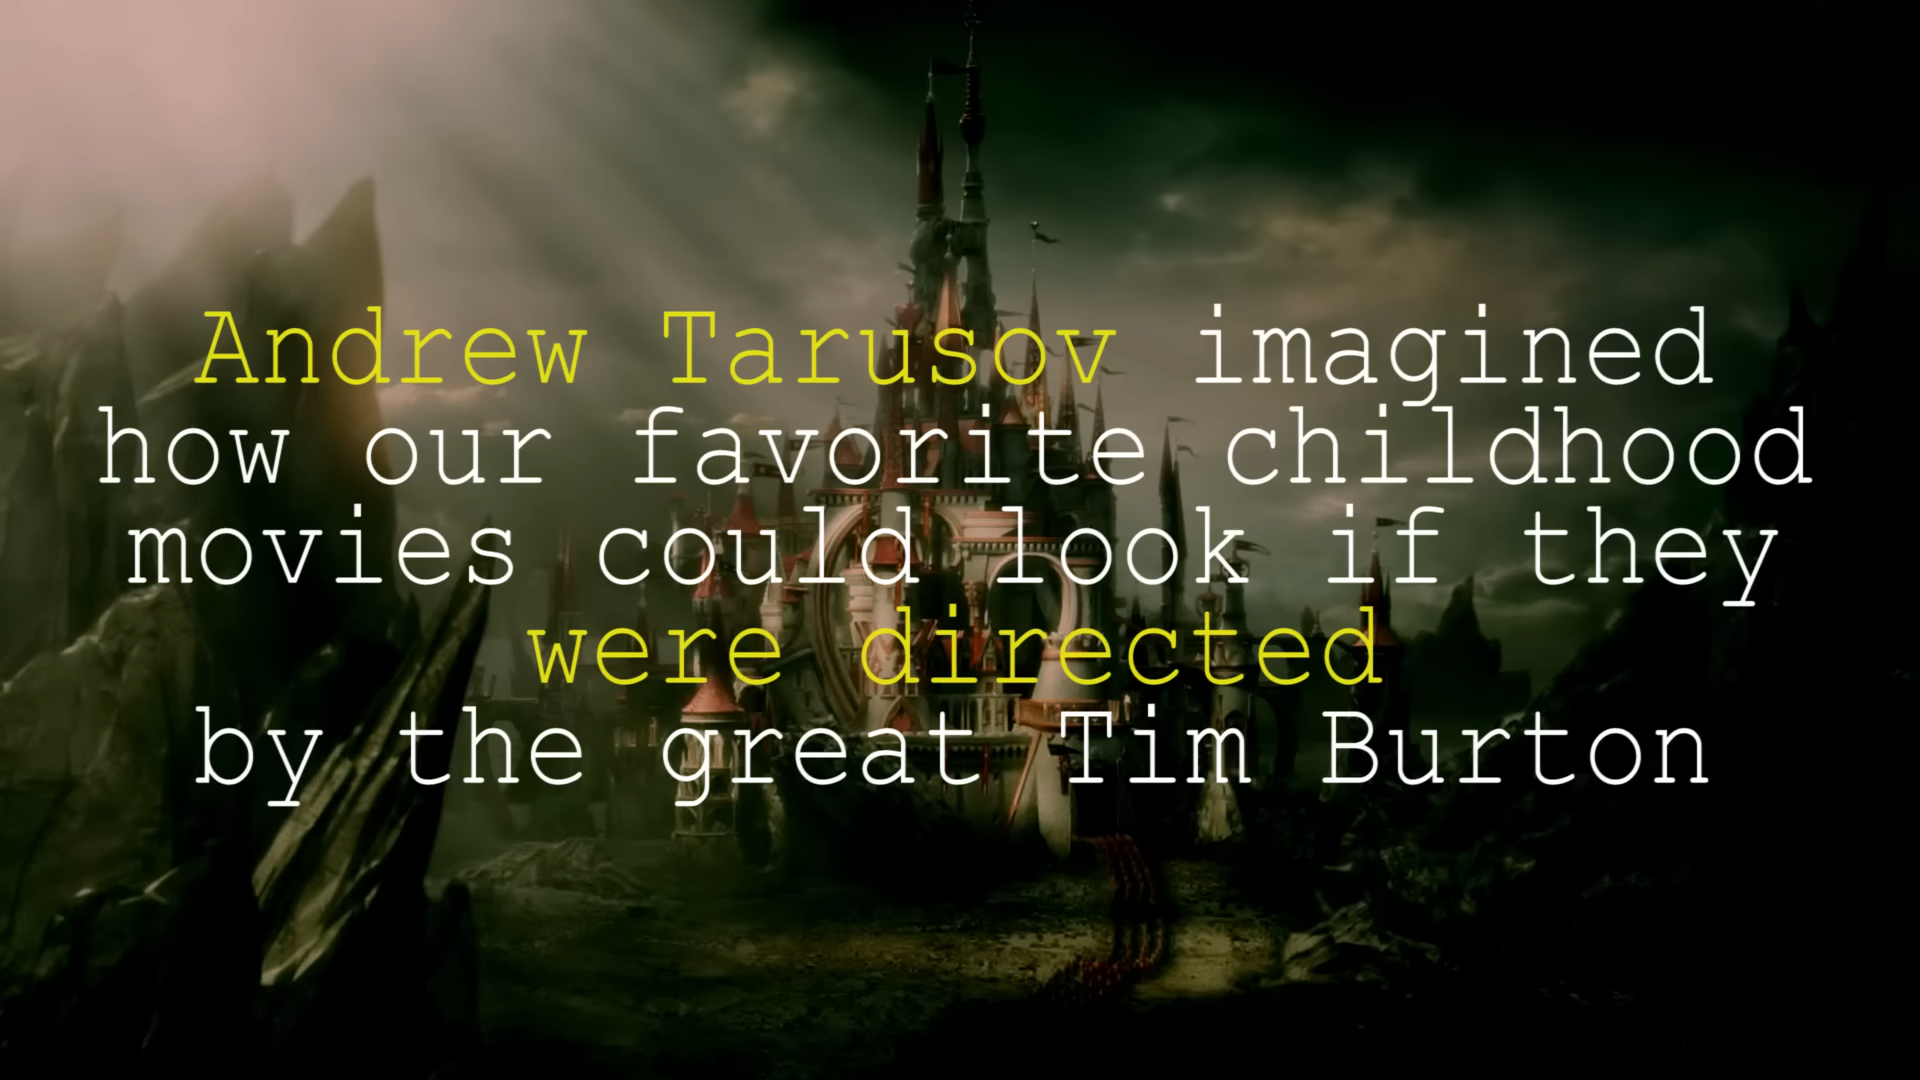 Andrew Tarusov imagined
how our favorite childhood
movies could look if they
were directed
by the great Tim Burton